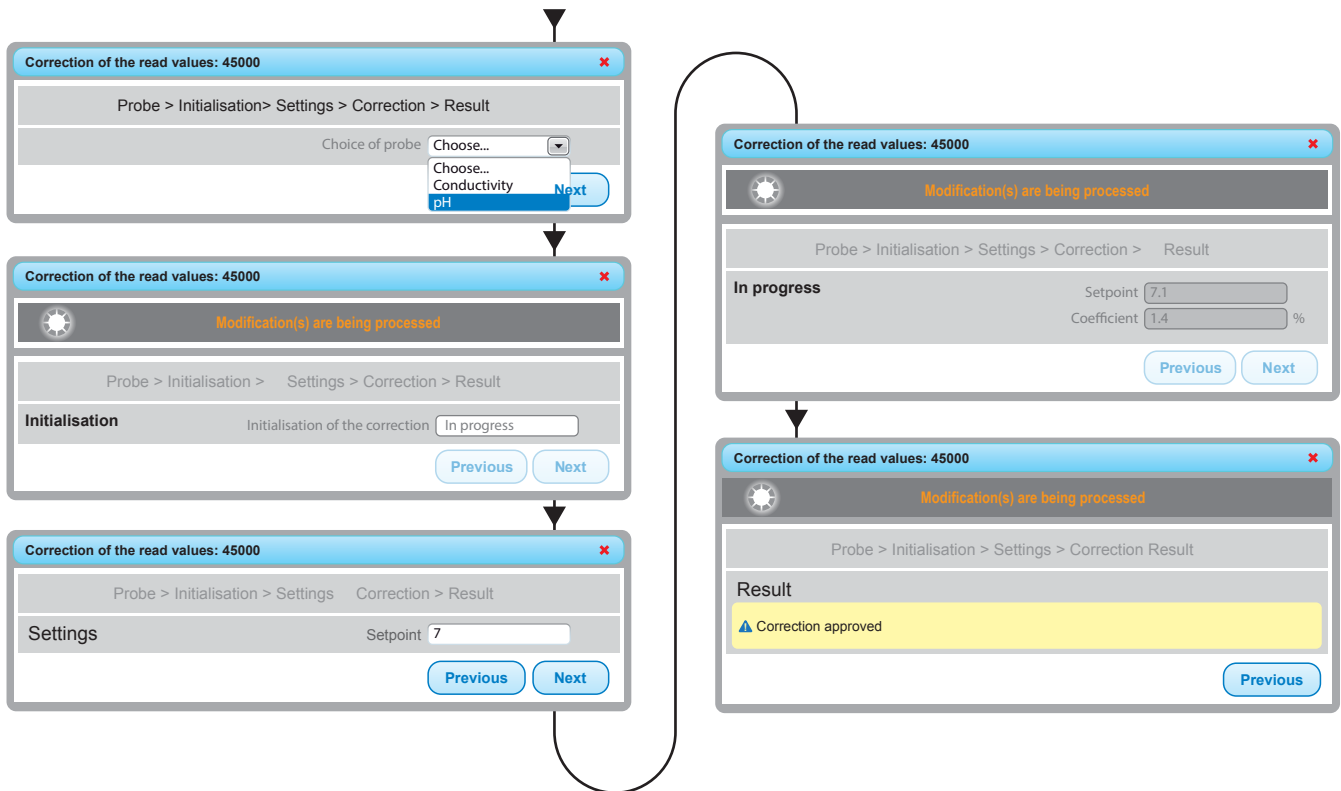 Correction of the read values: 45000
Probe > Initialisation> Settings > Correction > Result
Choice of probe Choose...
Choose...
Conductivity
pH
Next
Correction of the read values: 45000
Modification(s) are being processed
Probe > Initialisation > Settings > Correction > Result
Initialisation Initialisation of the correction In progress
Previous Next
Correction of the read values: 45000
Probe > Initialisation > Settings Correction > Result
Settings Setpoint 7
Previous Next
Correction of the read values: 45000
Modification(s) are being processed
Probe > Initialisation > Settings > Correction > Result
In progress Setpoint 7.1
Coefficient 1.4 %
Previous Next
Correction of the read values: 45000
Modification(s) are being processed
Probe > Initialisation > Settings > Correction Result
Result
Correction approved
Previous